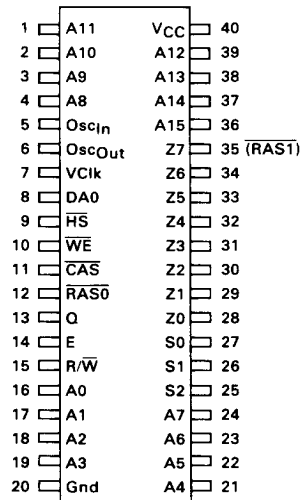 1 A11 VCC 40
2 A10 A12 39
3 A9 A13 38
4 A8 A14 37
5 OscIn A15 36
6 OscOut Z7 35 (RAS1)
7 VClk Z6 34
8 DA0 Z5 33
9 HS Z4 32
10 WE Z3 31
11 CAS Z2 30
12 RAS0 Z1 29
13 Q Z0 28
14 E S0 27
15 R/W S1 26
16 A0 S2 25
17 A1 A7 24
18 A2 A6 23
19 A3 A5 22
20 Gnd A4 21